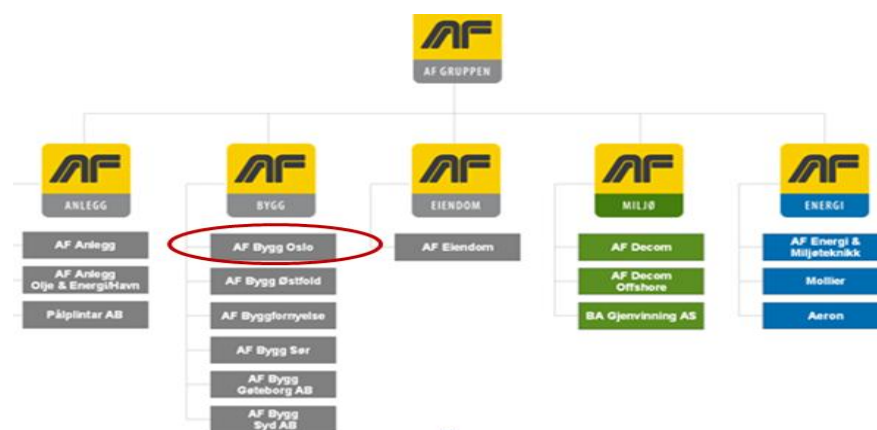 AF
AF GRUPPEN
AF
ANLEGG
AF Anlegg
AF Anlegg
Olje & Energi/Havn
Pålplintar AB
AF
BYGG
AF Bygg Oslo
AF Bygg Østfold
AF Byggfornyelse
AF Bygg Sør
AF Bygg
Gøteborg AB
AF Bygg
Syd AB
AF
EIENDOM
AF Eiendom
AF
MILJØ
AF Decom
AF Decom
Offshore
BA Gjenvinning AS
AF
ENERGI
AF Energi &
Miljøteknikk
Mollier
Aeron